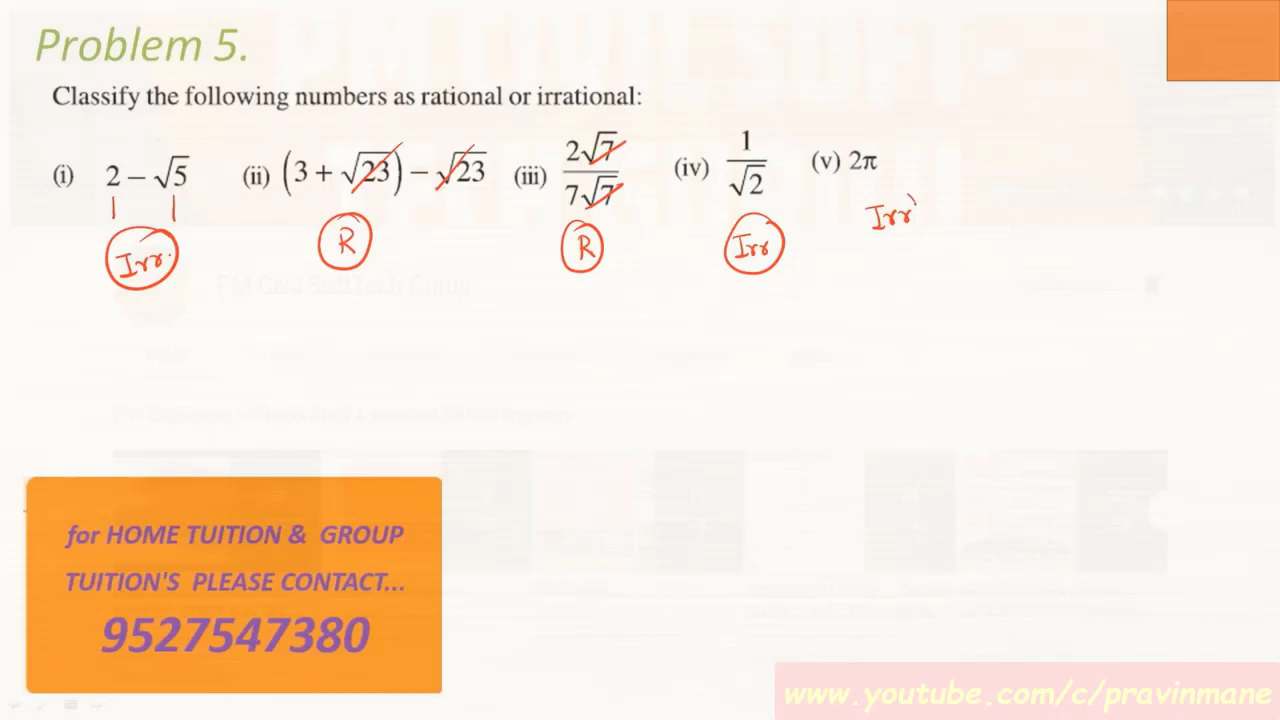 Problem 5.
Classify the following numbers as rational or irrational:
(i) 2 − √5 (ii) (3 + √23) − √23 (iii) 2√7 / 7√7 (iv) 1 / √2 (v) 2π
Irr. R R Irr Irr
for HOME TUITION & GROUP
TUITION'S PLEASE CONTACT...
9527547380
www.youtube.com/c/pravinmane